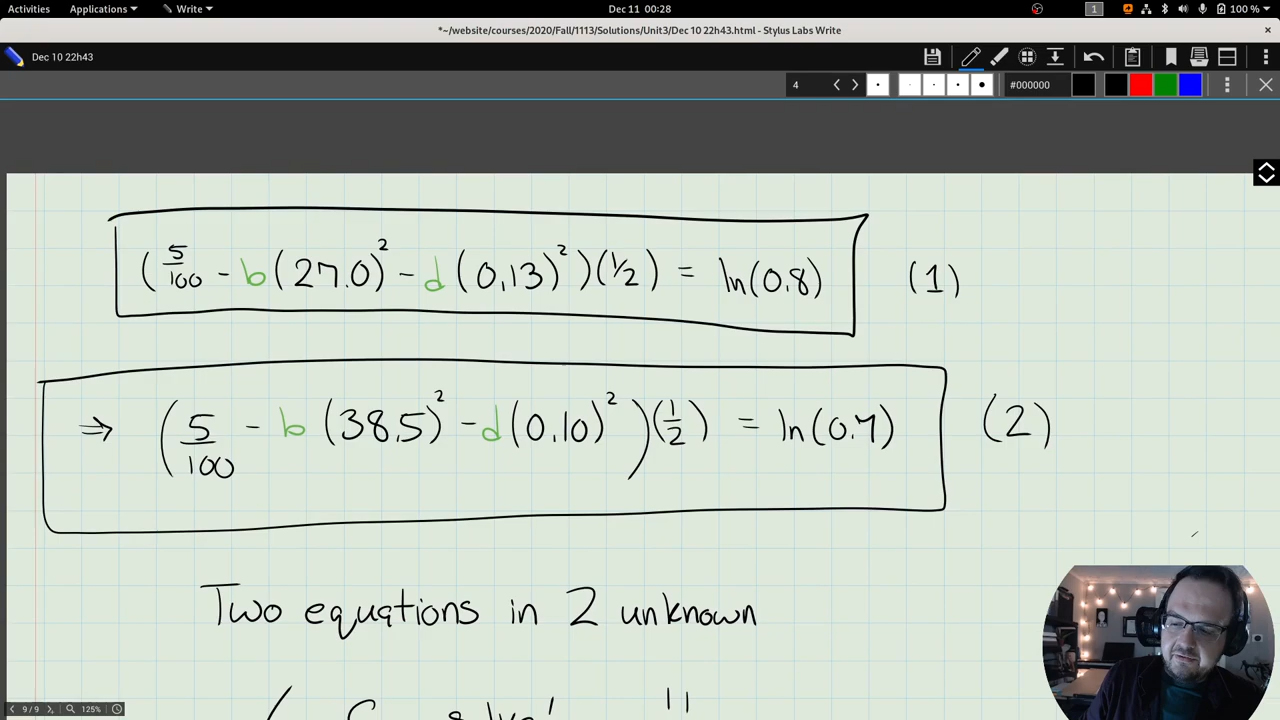 Activities Applications Write Dec 11 00:28 1 100 %
*~/website/courses/2020/Fall/1113/Solutions/Unit3/Dec 10 22h43.html - Stylus Labs Write
Dec 10 22h43
4 #000000
(5/100 - b(27.0)² - d(0.13)²)(1/2) = ln(0.8) (1)
⇒ (5/100 - b(38.5)² - d(0.10)²)(1/2) = ln(0.7) (2)
Two equations in 2 unknown
9 / 9 125%